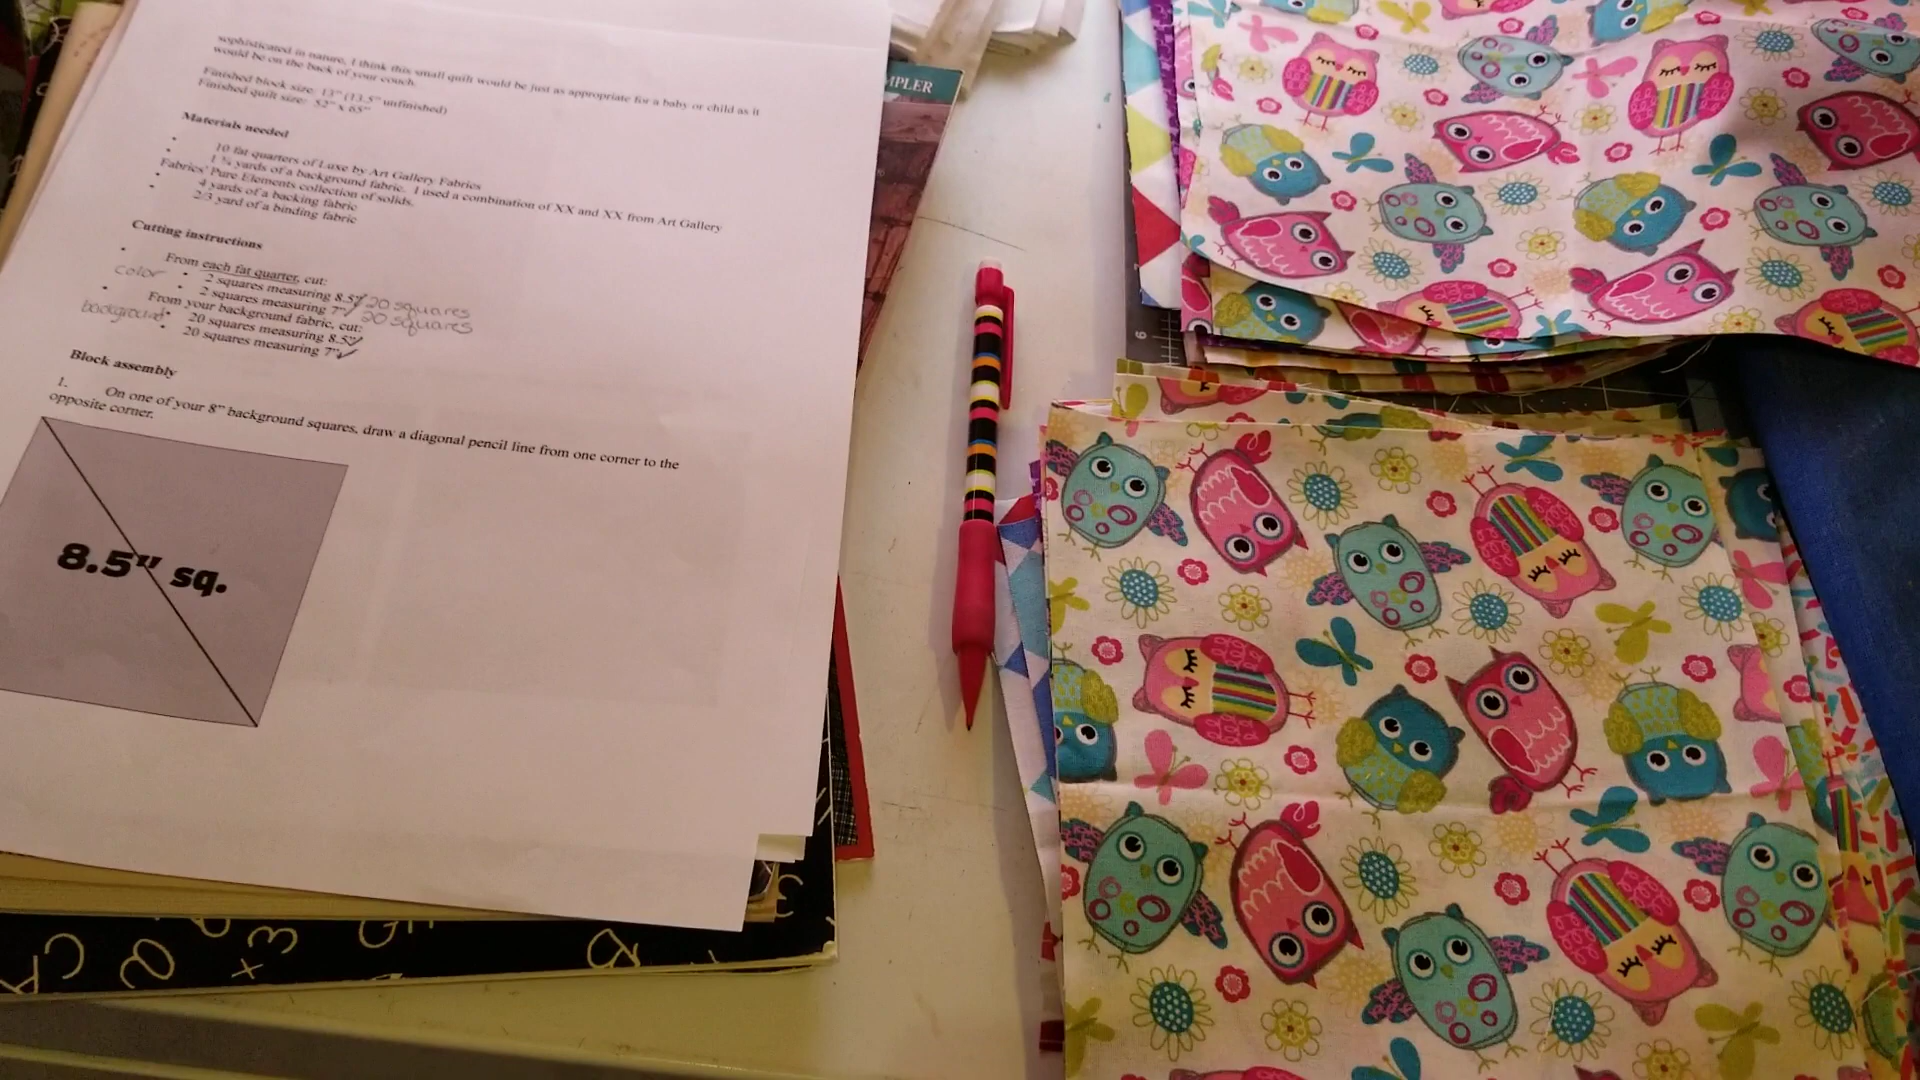 sophisticated in nature, I think this small quilt would be just as appropriate for a baby or child as it
would be on the back of your couch.
Finished block size: 13" (13.5" unfinished)
Finished quilt size: 52" x 65"
Materials needed
10 fat quarters of Luxe by Art Gallery Fabrics
1 ¾ yards of a background fabric. I used a combination of XX and XX from Art Gallery
Fabrics' Pure Elements collection of solids.
4 yards of a backing fabric
2/3 yard of a binding fabric
Cutting instructions
From each fat quarter, cut:
color 2 squares measuring 8.5" 20 squares
2 squares measuring 7" 20 squares
From your background fabric, cut:
background 20 squares measuring 8.5"
20 squares measuring 7"
Block assembly
1. On one of your 8" background squares, draw a diagonal pencil line from one corner to the
opposite corner.
8.5" sq.
MPLER
6